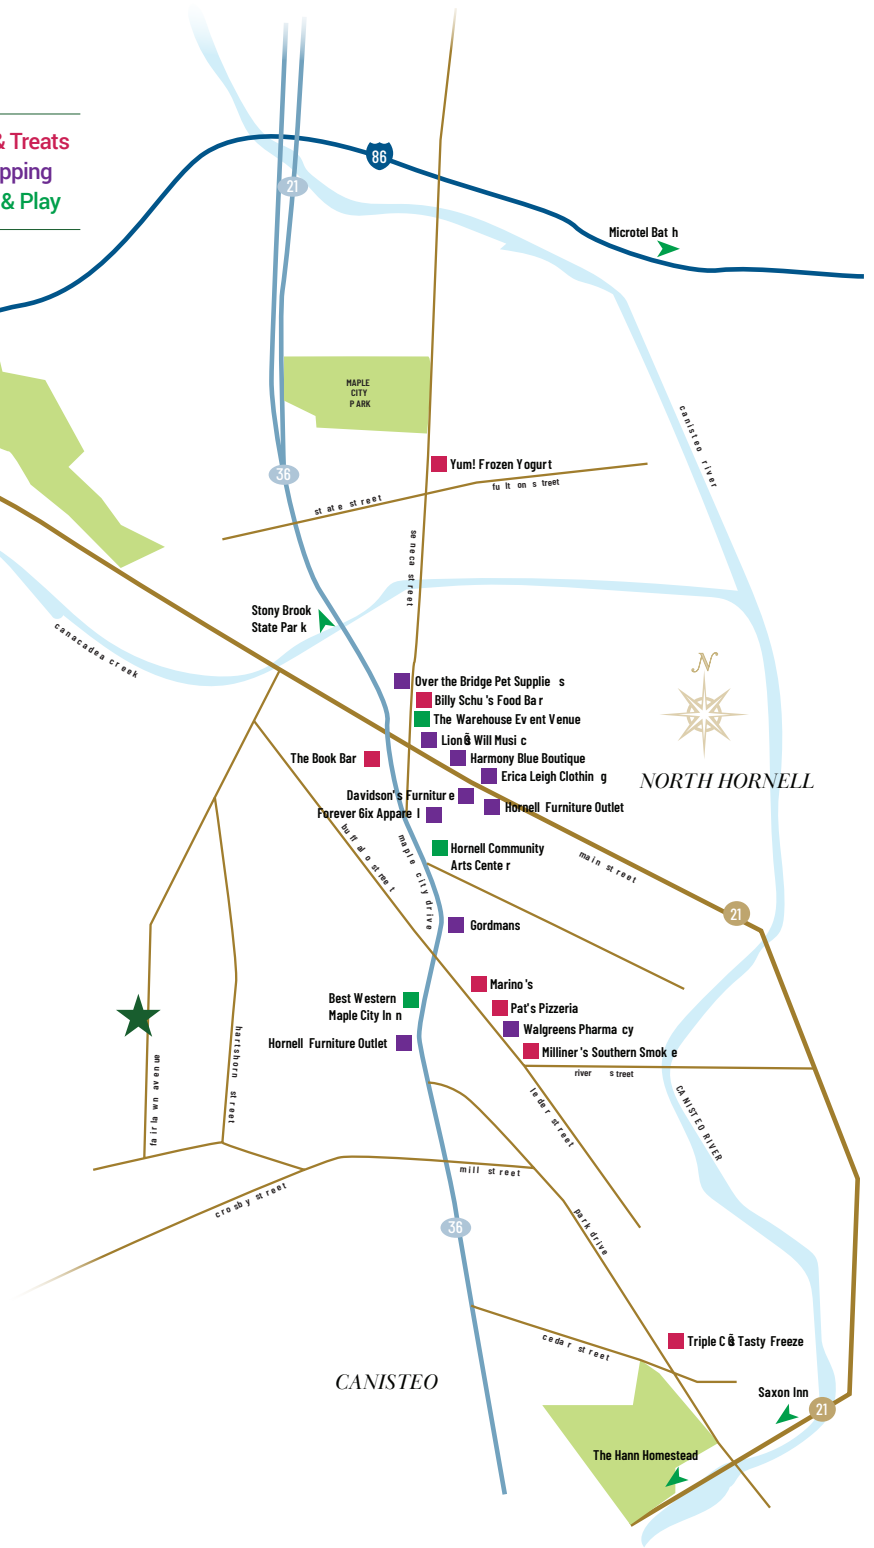 & Treats
pping
& Play
86
21
Microtel Bath
MAPLE
CITY
PARK
canisteo river
36
Yum! Frozen Yogurt
state street
fulton street
seneca street
Stony Brook
State Park
canacadea creek
N
Over the Bridge Pet Supplies
Billy Schu's Food Bar
The Warehouse Event Venue
Lion Will Music
The Book Bar
Harmony Blue Boutique
Erica Leigh Clothing
NORTH HORNELL
Davidson's Furniture
Hornell Furniture Outlet
Forever 6ix Apparel
buffalo street
maple city drive
Hornell Community
Arts Center
main street
21
Gordmans
Marino's
Best Western
Maple City Inn
Pat's Pizzeria
Walgreens Pharmacy
Hornell Furniture Outlet
Milliner's Southern Smoke
river street
hartshorn street
fairlawn avenue
leder street
CANISTEO RIVER
mill street
crosby street
park drive
36
cedar street
Triple C Tasty Freeze
CANISTEO
Saxon Inn
21
The Hann Homestead